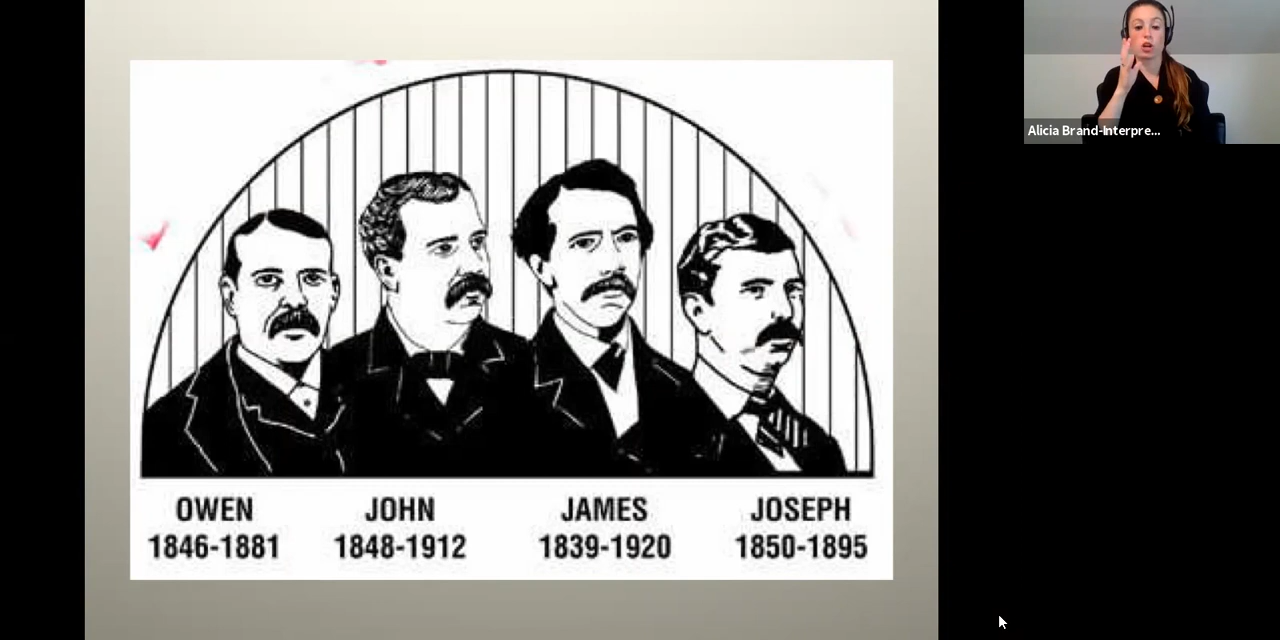 Alicia Brand-Interpre...
OWEN JOHN JAMES JOSEPH
1846-1881 1848-1912 1839-1920 1850-1895